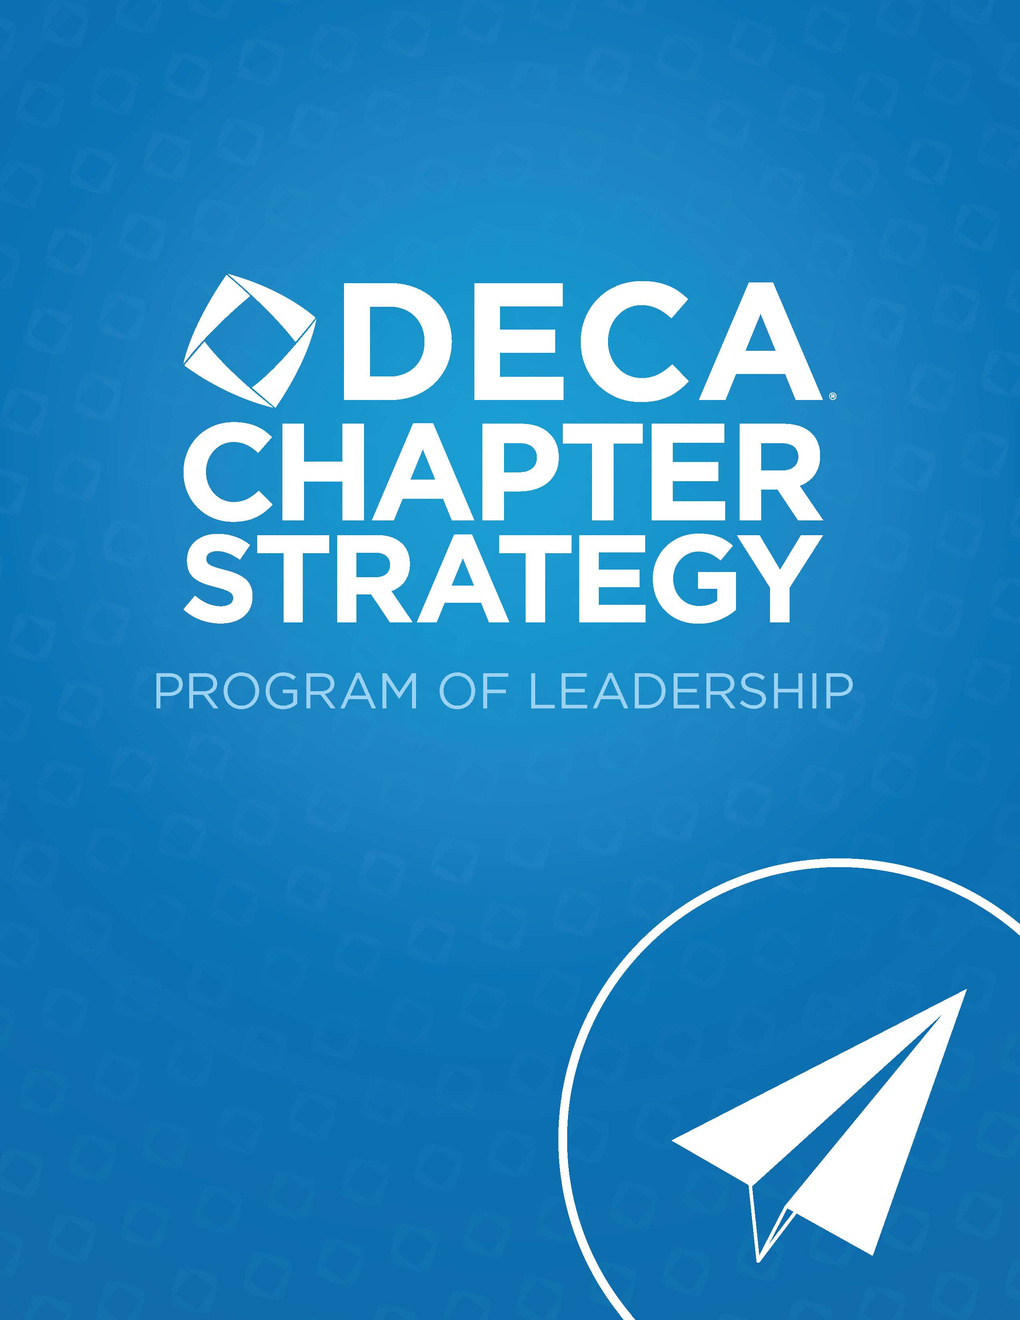 DECA®
CHAPTER
STRATEGY
PROGRAM OF LEADERSHIP